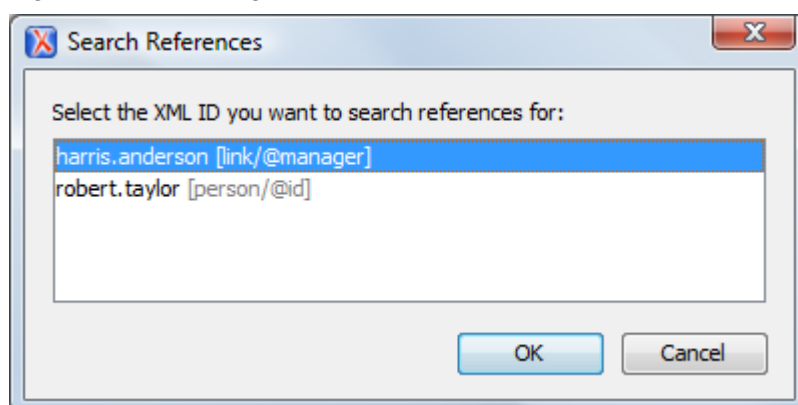 Search References
Select the XML ID you want to search references for:
harris.anderson [link/@manager]
robert.taylor [person/@id]
OK Cancel